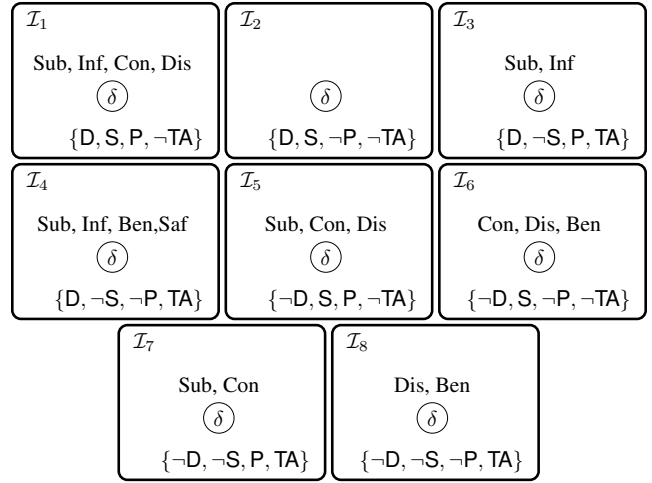 𝓘₁
Sub, Inf, Con, Dis
δ
{D, S, P, ¬TA}
𝓘₂
δ
{D, S, ¬P, ¬TA}
𝓘₃
Sub, Inf
δ
{D, ¬S, P, TA}
𝓘₄
Sub, Inf, Ben,Saf
δ
{D, ¬S, ¬P, TA}
𝓘₅
Sub, Con, Dis
δ
{¬D, S, P, ¬TA}
𝓘₆
Con, Dis, Ben
δ
{¬D, S, ¬P, ¬TA}
𝓘₇
Sub, Con
δ
{¬D, ¬S, P, TA}
𝓘₈
Dis, Ben
δ
{¬D, ¬S, ¬P, TA}